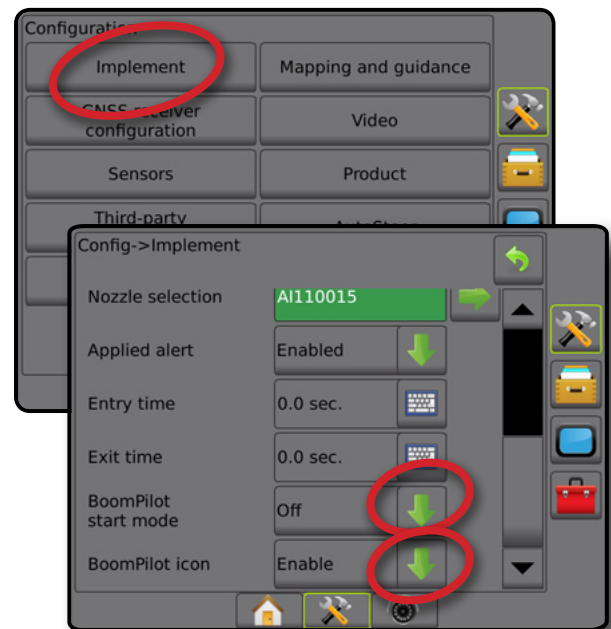 Configuration
Implement
Mapping and guidance
GNSS receiver
configuration
Video
Sensors
Product
Third-party
AutoSteer
Config->Implement
Nozzle selection
AI110015
Applied alert
Enabled
Entry time
0.0 sec.
Exit time
0.0 sec.
BoomPilot
start mode
Off
BoomPilot icon
Enable